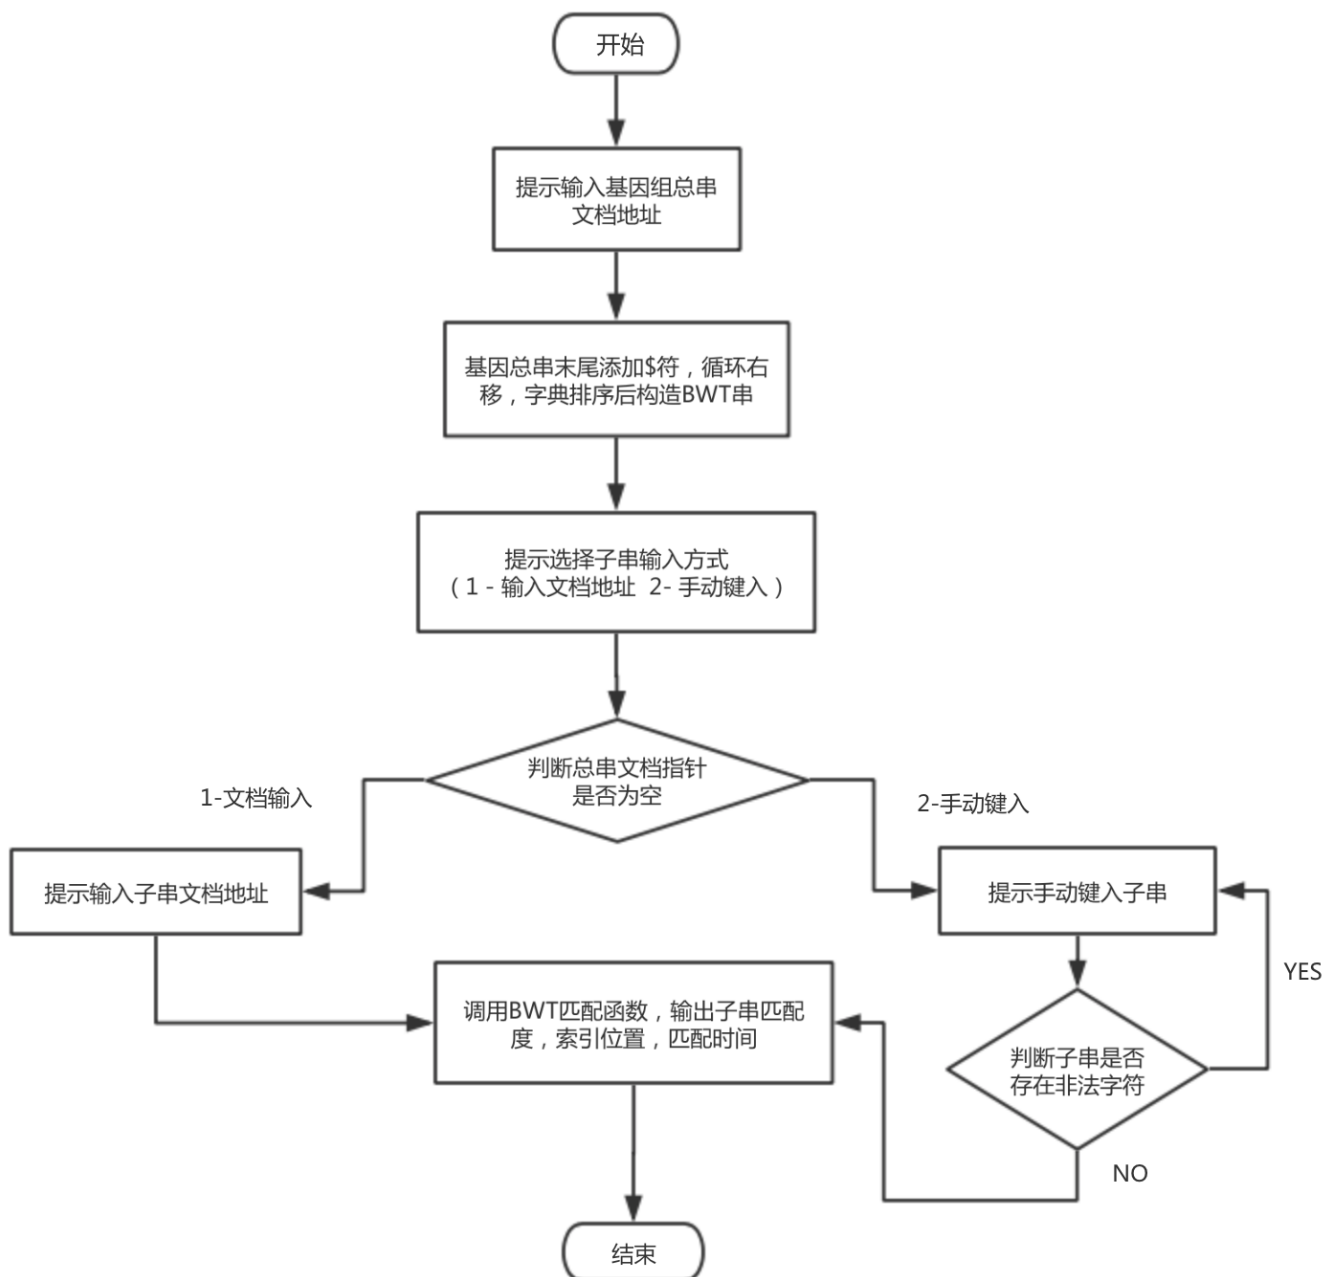 开始
提示输入基因组总串
文档地址
基因总串末尾添加$符，循环右
移，字典排序后构造BWT串
提示选择子串输入方式
（1 - 输入文档地址  2- 手动键入）
判断总串文档指针
是否为空
1-文档输入
2-手动键入
提示输入子串文档地址
提示手动键入子串
YES
调用BWT匹配函数，输出子串匹配
度，索引位置，匹配时间
判断子串是否
存在非法字符
NO
结束